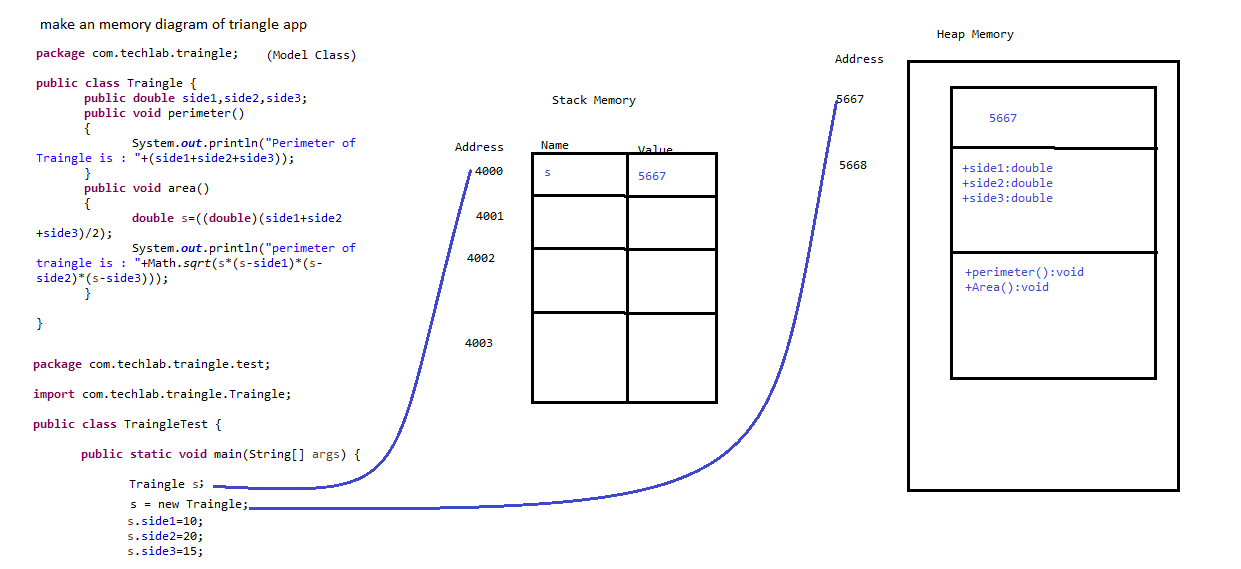 make an memory diagram of triangle app
package com.techlab.traingle; (Model Class)
public class Traingle {
public double side1,side2,side3;
public void perimeter()
{
System.out.println("Perimeter of
Traingle is : "+(side1+side2+side3));
}
public void area()
{
double s=((double)(side1+side2
+side3)/2);
System.out.println("perimeter of
traingle is : "+Math.sqrt(s*(s-side1)*(s-
side2)*(s-side3)));
}
}
package com.techlab.traingle.test;
import com.techlab.traingle.Traingle;
public class TraingleTest {
public static void main(String[] args) {
Traingle s;
s = new Traingle;
s.side1=10;
s.side2=20;
s.side3=15;
Stack Memory
Address
Name
Value
4000
s
5667
4001
4002
4003
Heap Memory
Address
5667
5668
5667
+side1:double
+side2:double
+side3:double
+perimeter():void
+Area():void